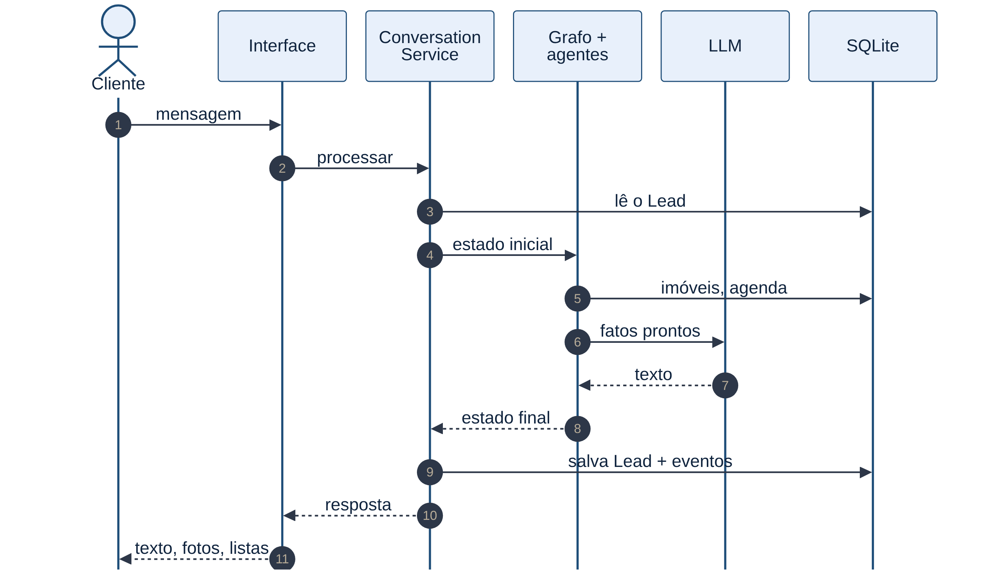 Cliente
Interface
Conversation
Service
Grafo +
agentes
LLM
SQLite
mensagem
1
processar
2
lê o Lead
3
estado inicial
4
imóveis, agenda
5
fatos prontos
6
texto
7
estado final
8
salva Lead + eventos
9
resposta
10
texto, fotos, listas
11